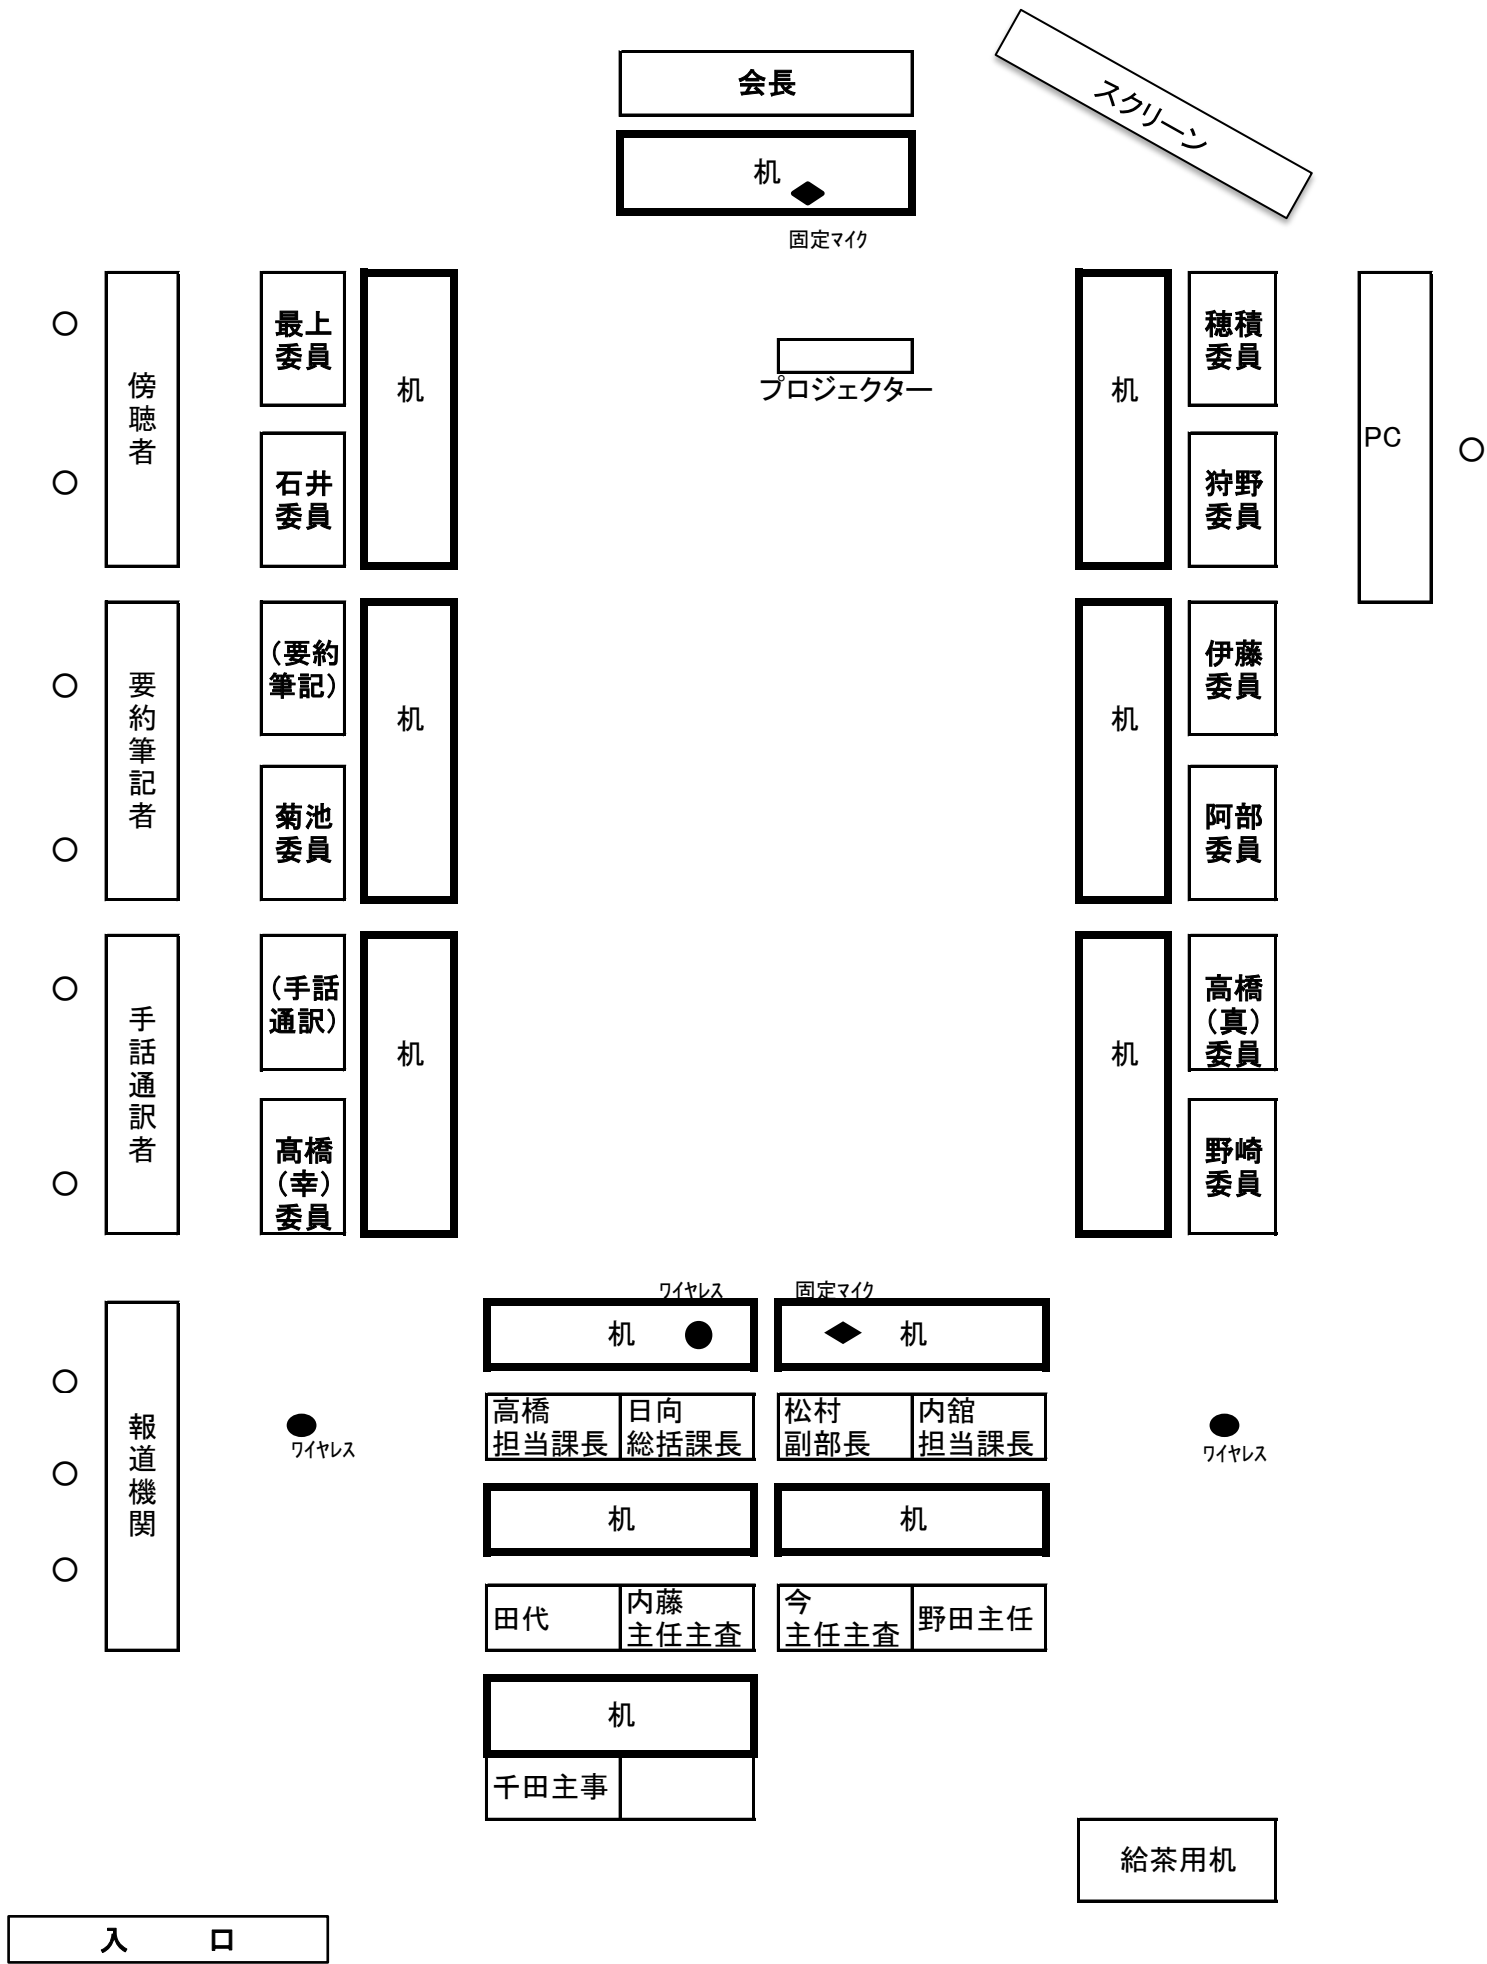 会長
スクリーン
机
固定マイク
傍聴者
最上
委員
石井
委員
机
プロジェクター
机
穂積
委員
狩野
委員
PC
要約筆記者
（要約
筆記）
菊池
委員
机
机
伊藤
委員
阿部
委員
手話通訳者
（手話
通訳）
髙橋
（幸）
委員
机
机
高橋
（真）
委員
野崎
委員
報道機関
ワイヤレス
ワイヤレス
固定マイク
机
机
高橋
担当課長
日向
総括課長
松村
副部長
内舘
担当課長
ワイヤレス
机
机
田代
内藤
主任主査
今
主任主査
野田主任
机
千田主事
給茶用机
入　口